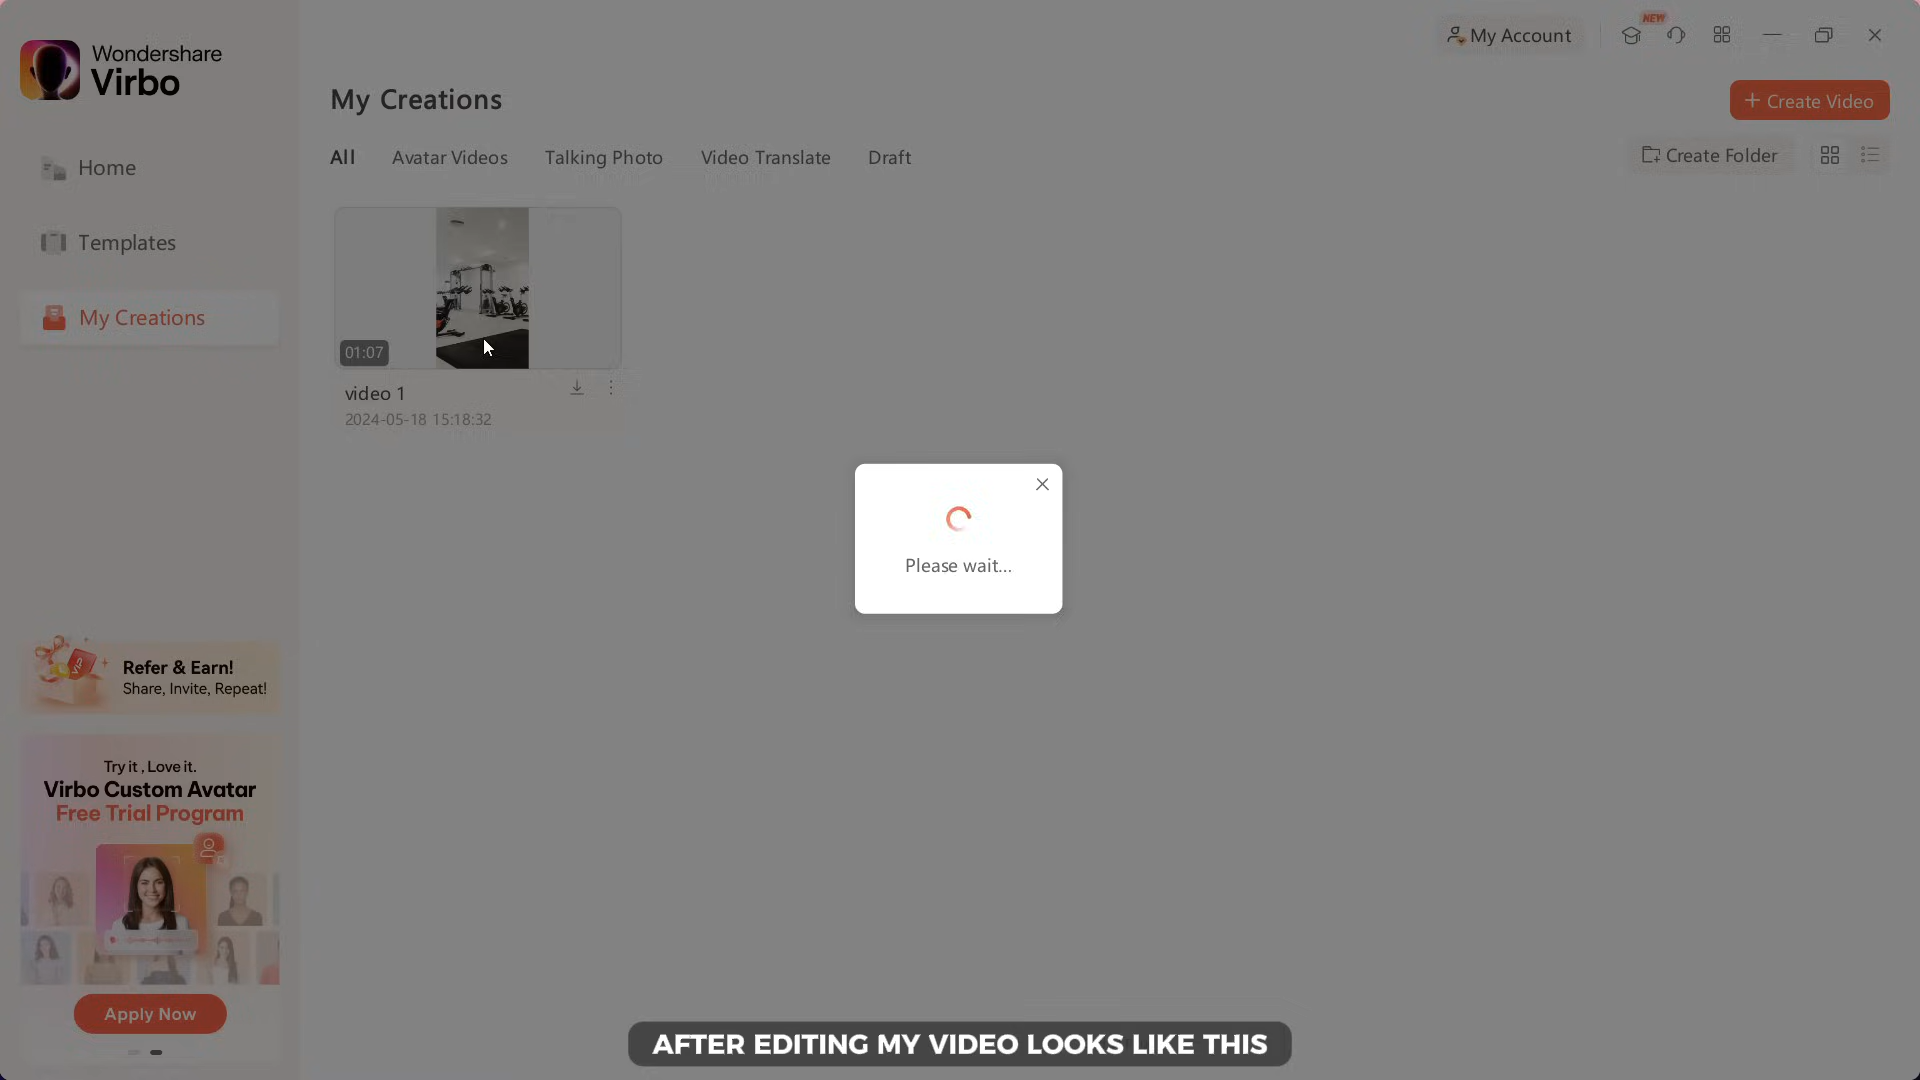 Wondershare
Virbo
Home
Templates
My Creations
Refer & Earn!
Share, Invite, Repeat!
Try it , Love it.
Virbo Custom Avatar
Free Trial Program
Apply Now
My Account
NEW
My Creations
+ Create Video
All
Avatar Videos
Talking Photo
Video Translate
Draft
Create Folder
01:07
video 1
2024-05-18 15:18:32
Please wait...
AFTER EDITING MY VIDEO LOOKS LIKE THIS